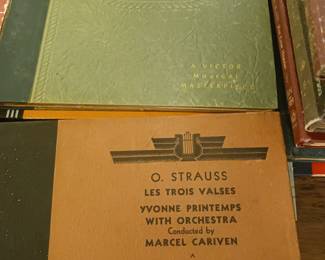 A VICTOR
Musical
MASTERPIECE
O. STRAUSS
LES TROIS VALSES
YVONNE PRINTEMPS
WITH ORCHESTRA
Conducted by
MARCEL CARIVEN